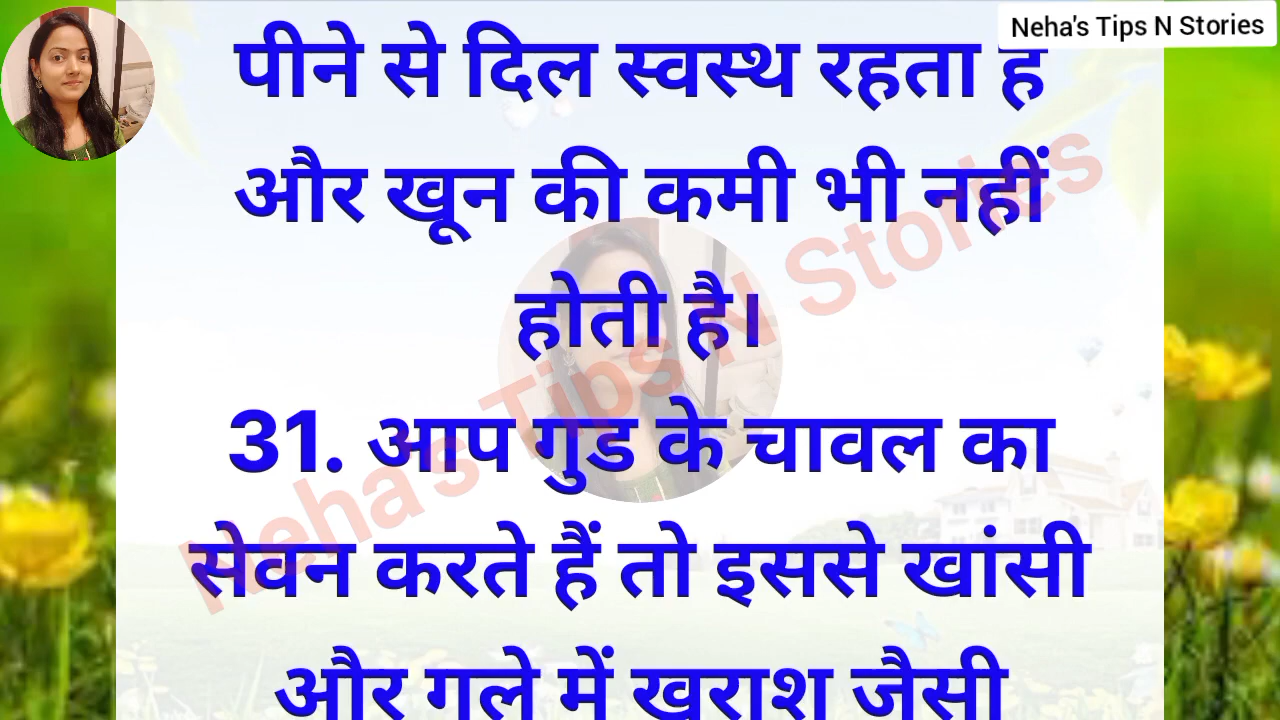 Neha's Tips N Stories
पीने से दिल स्वस्थ रहता है
और खून की कमी भी नहीं
होती है।
31. आप गुड के चावल का
सेवन करते हैं तो इससे खांसी
और गले में खराश जैसी
Neha's Tips N Stories